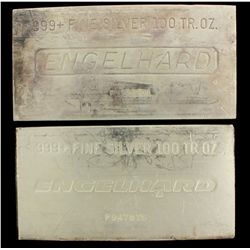 .999+ FINE SILVER 100 TR. OZ.
ENGELHARD
.999+ FINE SILVER 100 TR OZ
ENGELHARD